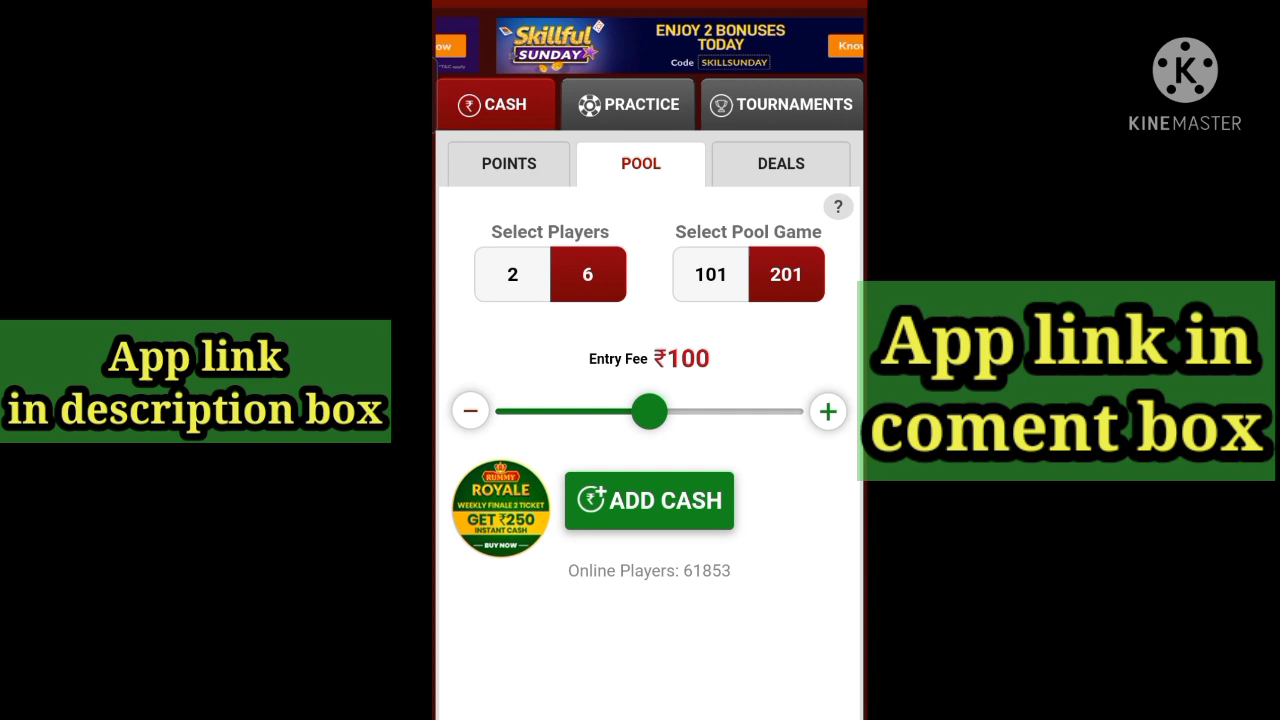 ow
*T&C apply
Skillful
SUNDAY
ENJOY 2 BONUSES
TODAY
Code SKILLSUNDAY
Know
KINEMASTER
₹ CASH
PRACTICE
TOURNAMENTS
POINTS
POOL
DEALS
?
Select Players
Select Pool Game
2
6
101
201
App link
in description box
App link in
coment box
Entry Fee ₹100
RUMMY
ROYALE
WEEKLY FINALE 2 TICKET
GET ₹250
INSTANT CASH
BUY NOW
₹+ ADD CASH
Online Players: 61853